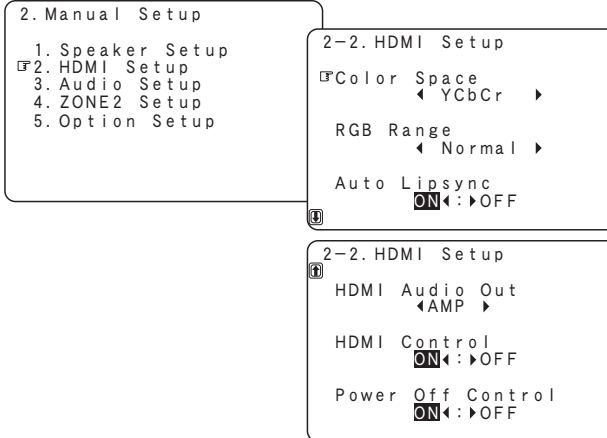 2. Manual Setup
1. Speaker Setup
☞2. HDMI Setup
3. Audio Setup
4. ZONE2 Setup
5. Option Setup
2-2. HDMI Setup
☞Color Space
◀ YCbCr ▶
RGB Range
◀ Normal ▶
Auto Lipsync
ON◀:▶OFF
2-2. HDMI Setup
HDMI Audio Out
◀AMP ▶
HDMI Control
ON◀:▶OFF
Power Off Control
ON◀:▶OFF